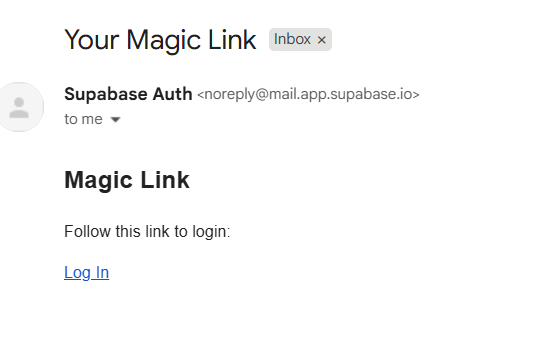 Your Magic Link Inbox ×
Supabase Auth <noreply@mail.app.supabase.io>
to me
Magic Link
Follow this link to login:
Log In